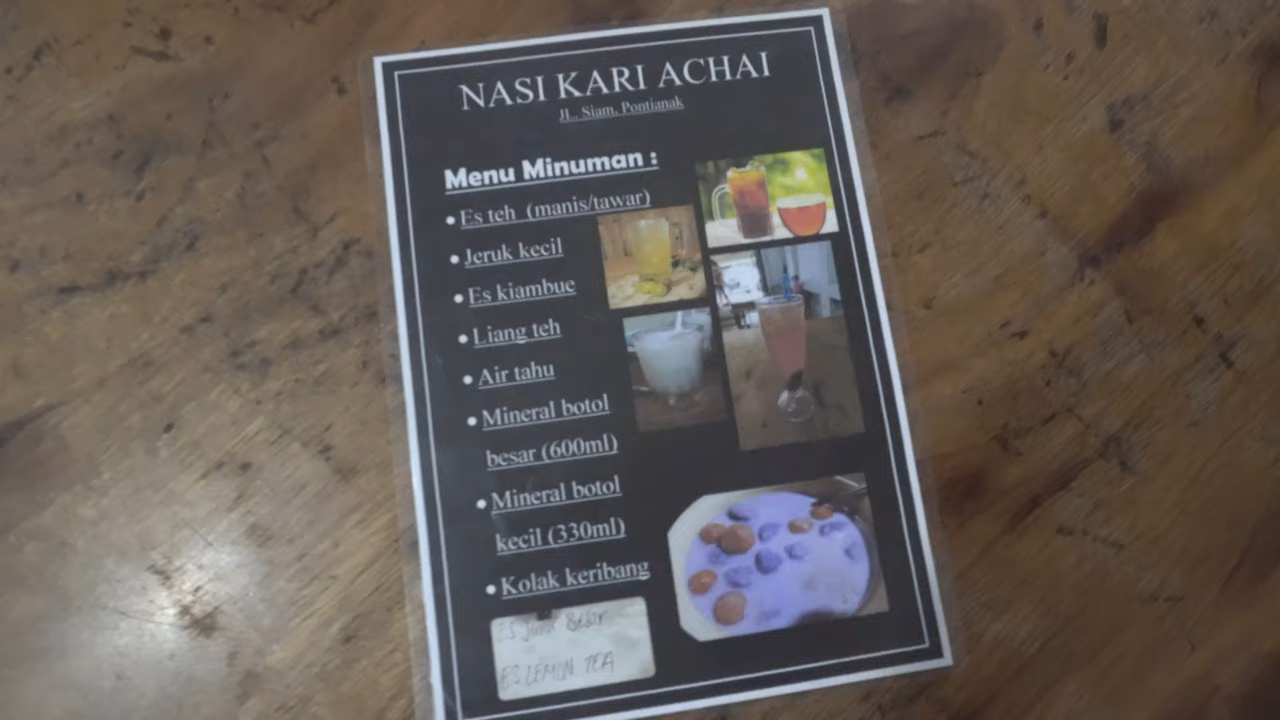 NASI KARI ACHAI
JL. Siam, Pontianak
Menu Minuman :
• Es teh (manis/tawar)
• Jeruk kecil
• Es kiambue
• Liang teh
• Air tahu
• Mineral botol
besar (600ml)
• Mineral botol
kecil (330ml)
• Kolak keribang
ES
ES LEMON TEA